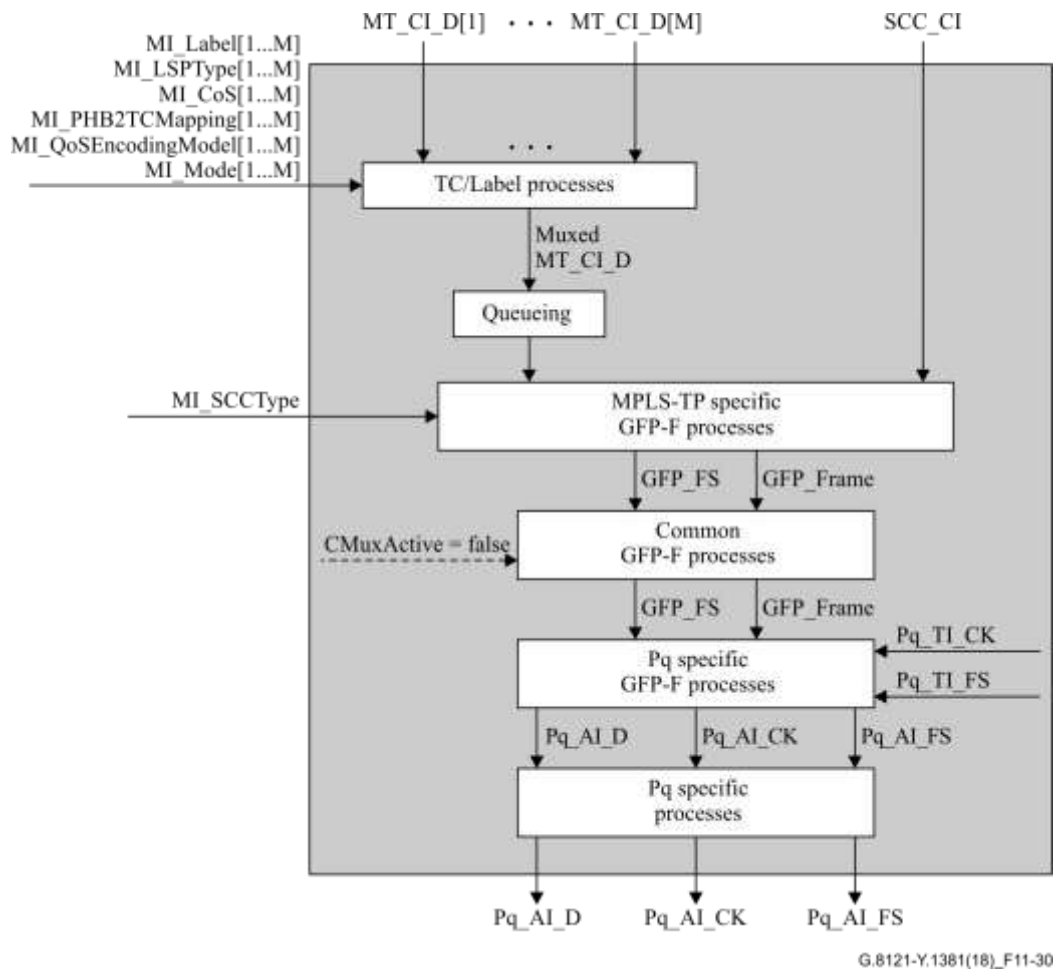 MT_CI_D[1] · · · MT_CI_D[M]
SCC_CI
MI_Label[1...M]
MI_LSPType[1...M]
MI_CoS[1...M]
MI_PHB2TCMapping[1...M]
MI_QoSEncodingModel[1...M]
MI_Mode[1...M]
· · ·
TC/Label processes
Muxed
MT_CI_D
Queueing
MI_SCCType
MPLS-TP specific
GFP-F processes
GFP_FS
GFP_Frame
CMuxActive = false
Common
GFP-F processes
GFP_FS
GFP_Frame
Pq specific
GFP-F processes
Pq_TI_CK
Pq_TI_FS
Pq_AI_D
Pq_AI_CK
Pq_AI_FS
Pq specific
processes
Pq_AI_D
Pq_AI_CK
Pq_AI_FS
G.8121-Y.1381(18)_F11-30